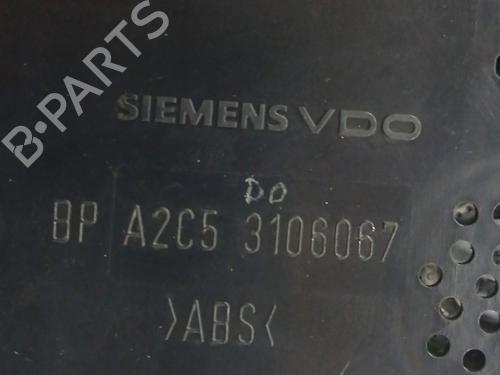 B-PARTS
SIEMENS VDO
DO
BP A2C5 3106067
>ABS<